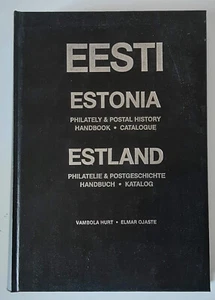 EESTI
ESTONIA
PHILATELY & POSTAL HISTORY
HANDBOOK • CATALOGUE
ESTLAND
PHILATELIE & POSTGESCHICHTE
HANDBUCH • KATALOG
VAMBOLA HURT • ELMAR OJASTE